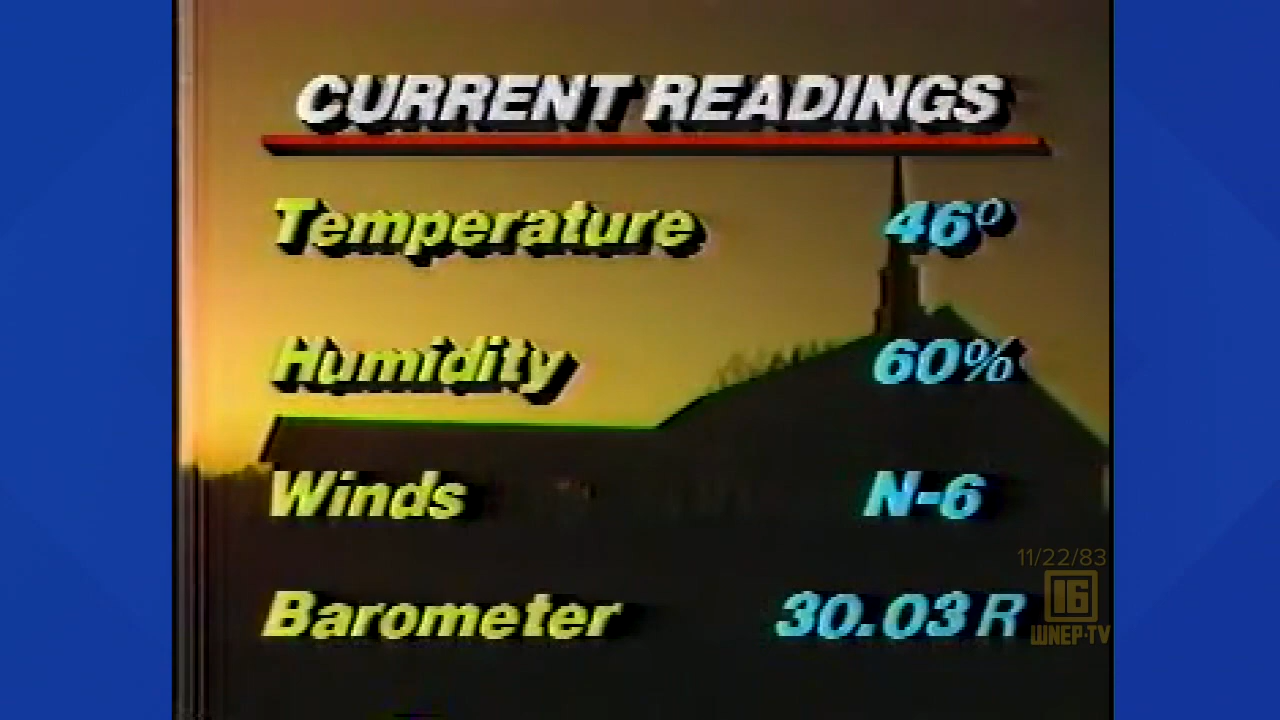 CURRENT READINGS
Temperature 46°
Humidity 60%
Winds N-6
Barometer 30.03 R
11/22/83
16
WNEP-TV